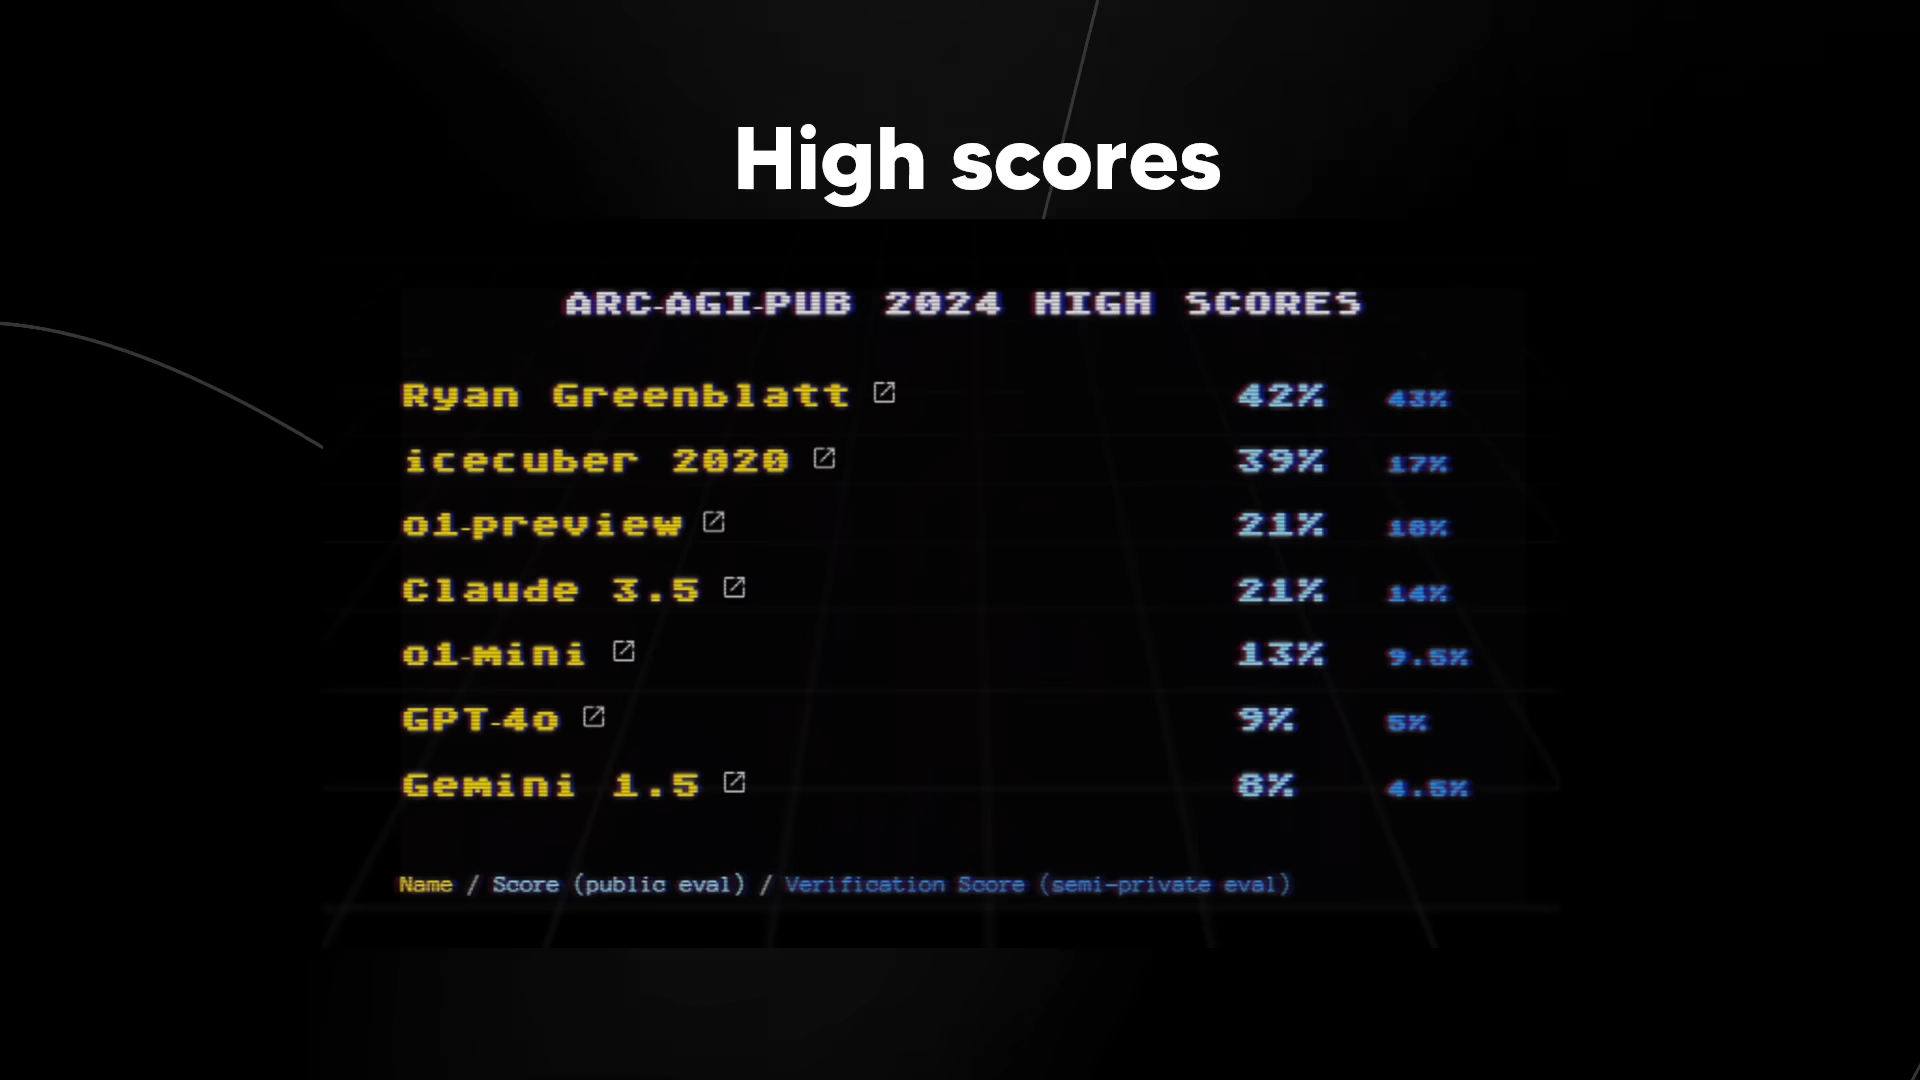 High scores
ARC-AGI-PUB 2024 HIGH SCORES
Ryan Greenblatt 42% 43%
icecuber 2020 39% 17%
o1-preview 21% 18%
Claude 3.5 21% 14%
o1-mini 13% 9.5%
GPT-4o 9% 5%
Gemini 1.5 8% 4.5%
Name / Score (public eval) / Verification Score (semi-private eval)